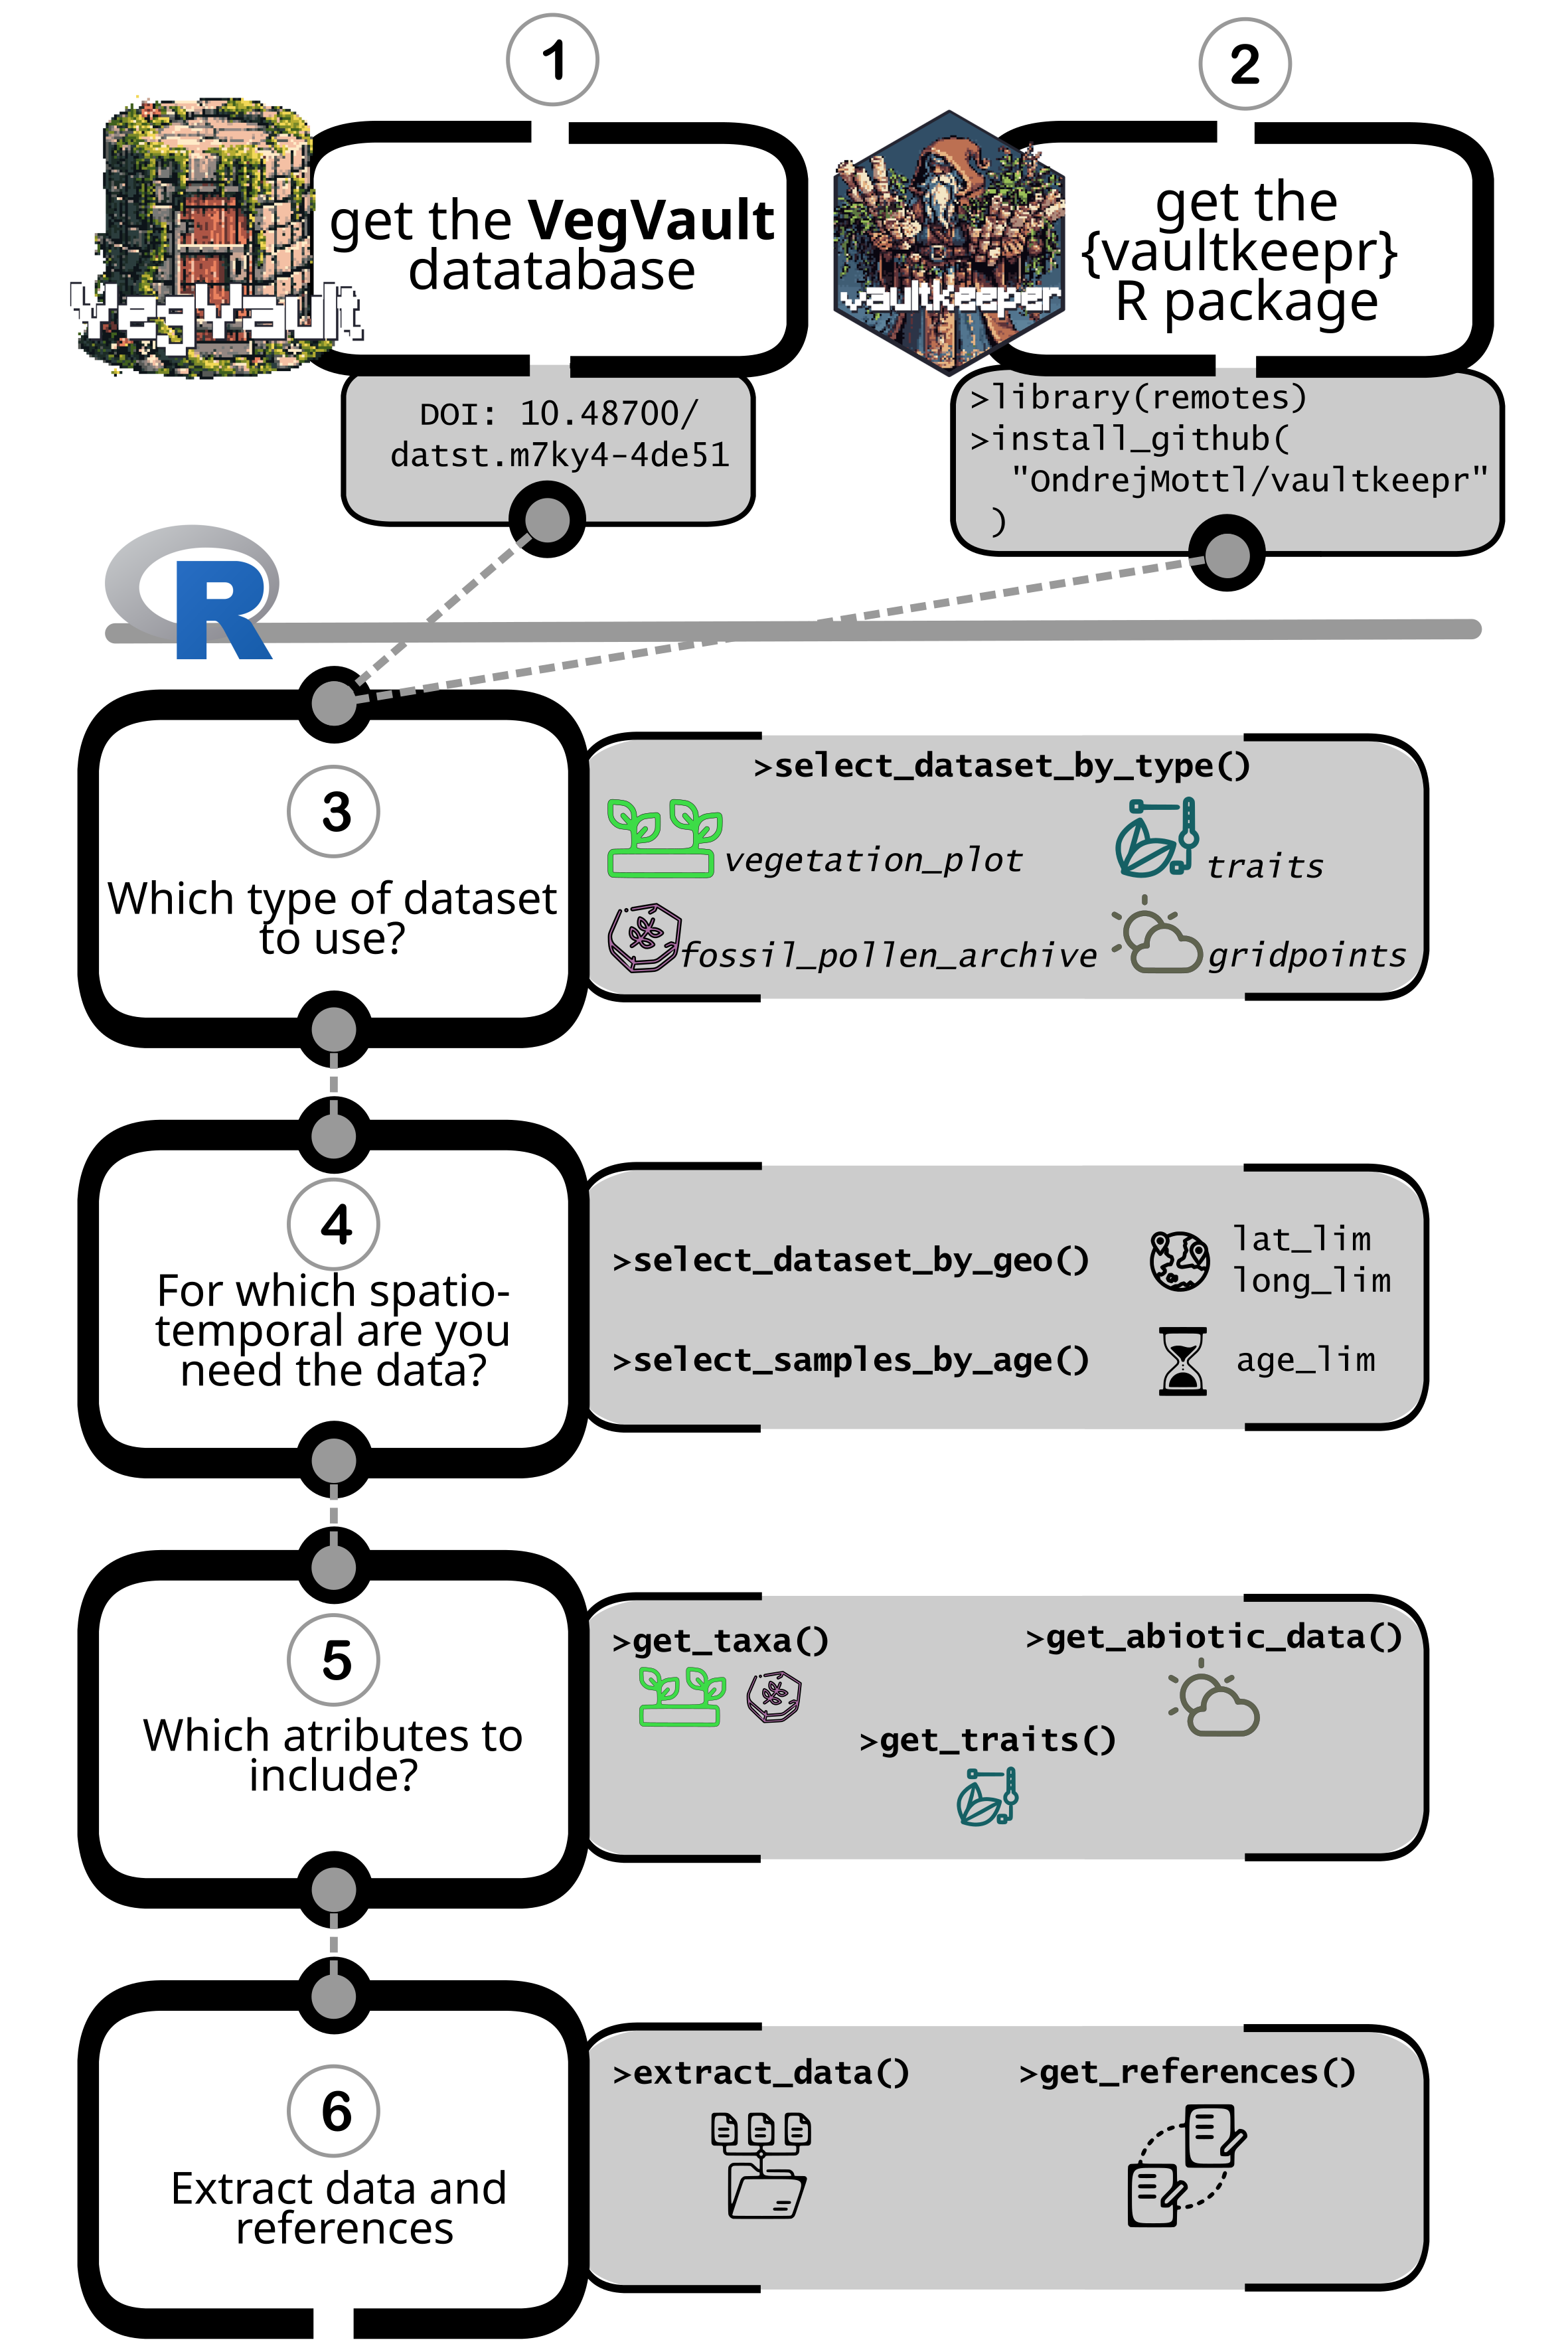 1
get the VegVault
datatabase
VegVault
DOI: 10.48700/
datst.m7ky4-4de51
2
get the
{vaultkeepr}
R package
vaultkeeper
>library(remotes)
>install_github(
"OndrejMottl/vaultkeepr"
)
R
3
Which type of dataset
to use?
>select_dataset_by_type()
vegetation_plot
traits
fossil_pollen_archive
gridpoints
4
For which spatio-
temporal are you
need the data?
>select_dataset_by_geo()
lat_lim
long_lim
>select_samples_by_age()
age_lim
5
Which atributes to
include?
>get_taxa()
>get_abiotic_data()
>get_traits()
6
Extract data and
references
>extract_data()
>get_references()